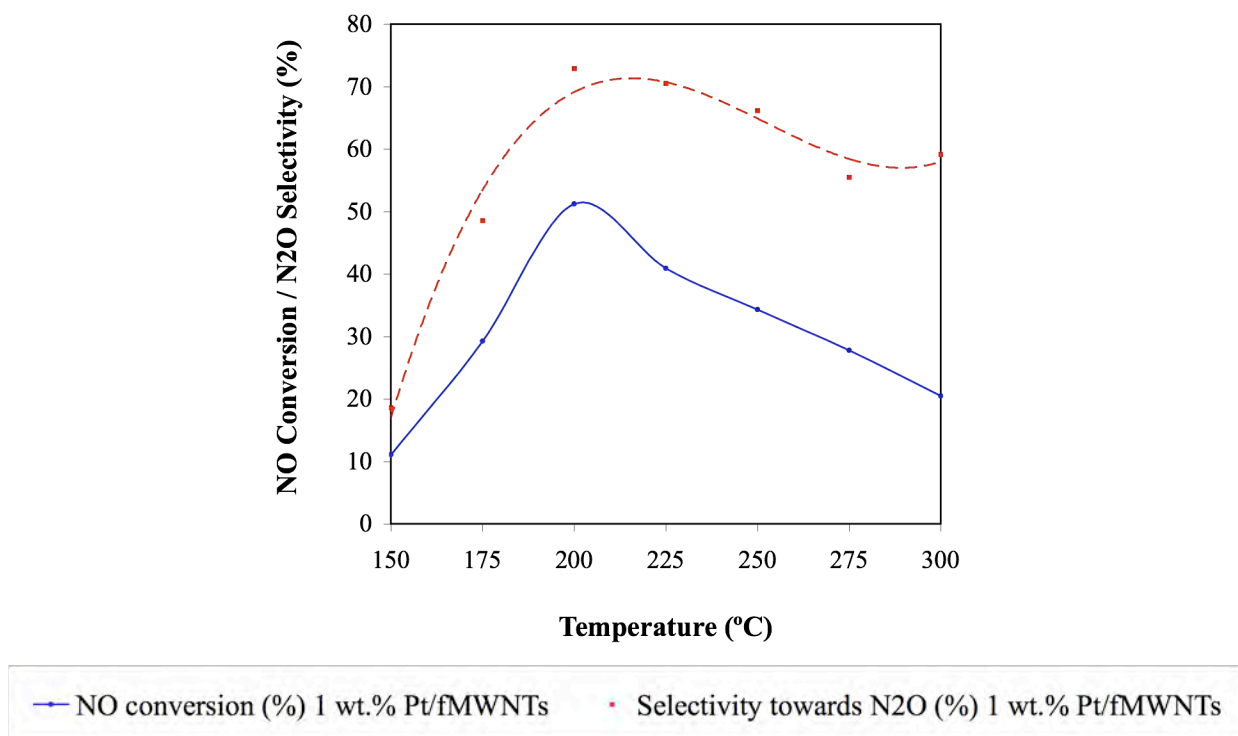 NO Conversion / N2O Selectivity (%)
80
70
60
50
40
30
20
10
0
150 175 200 225 250 275 300
Temperature (ºC)
NO conversion (%) 1 wt.% Pt/fMWNTs
Selectivity towards N2O (%) 1 wt.% Pt/fMWNTs